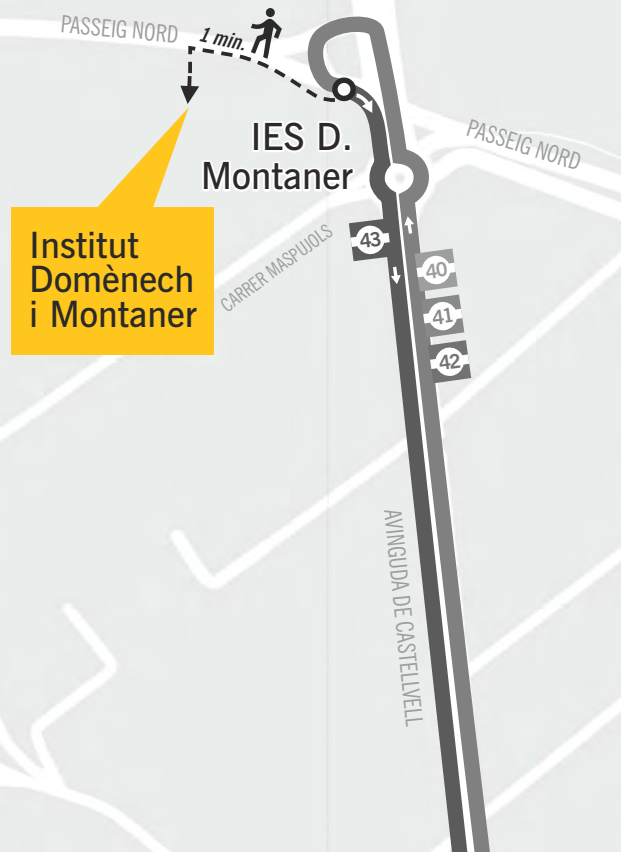 PASSEIG NORD
1 min.
IES D.
Montaner
PASSEIG NORD
Institut
Domènech
i Montaner
CARRER MASPUJOLS
43
40
41
42
AVINGUDA DE CASTELLVELL